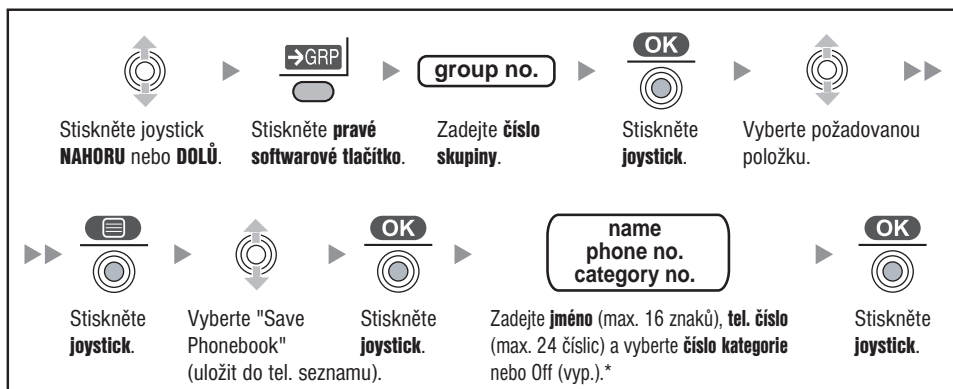 →GRP
group no.
OK
Stiskněte joystick
NAHORU nebo DOLŮ.
Stiskněte pravé
softwarové tlačítko.
Zadejte číslo
skupiny.
Stiskněte
joystick.
Vyberte požadovanou
položku.
OK
name
phone no.
category no.
OK
Stiskněte
joystick.
Vyberte "Save
Phonebook"
(uložit do tel. seznamu).
Stiskněte
joystick.
Zadejte jméno (max. 16 znaků), tel. číslo
(max. 24 číslic) a vyberte číslo kategorie
nebo Off (vyp.).*
Stiskněte
joystick.